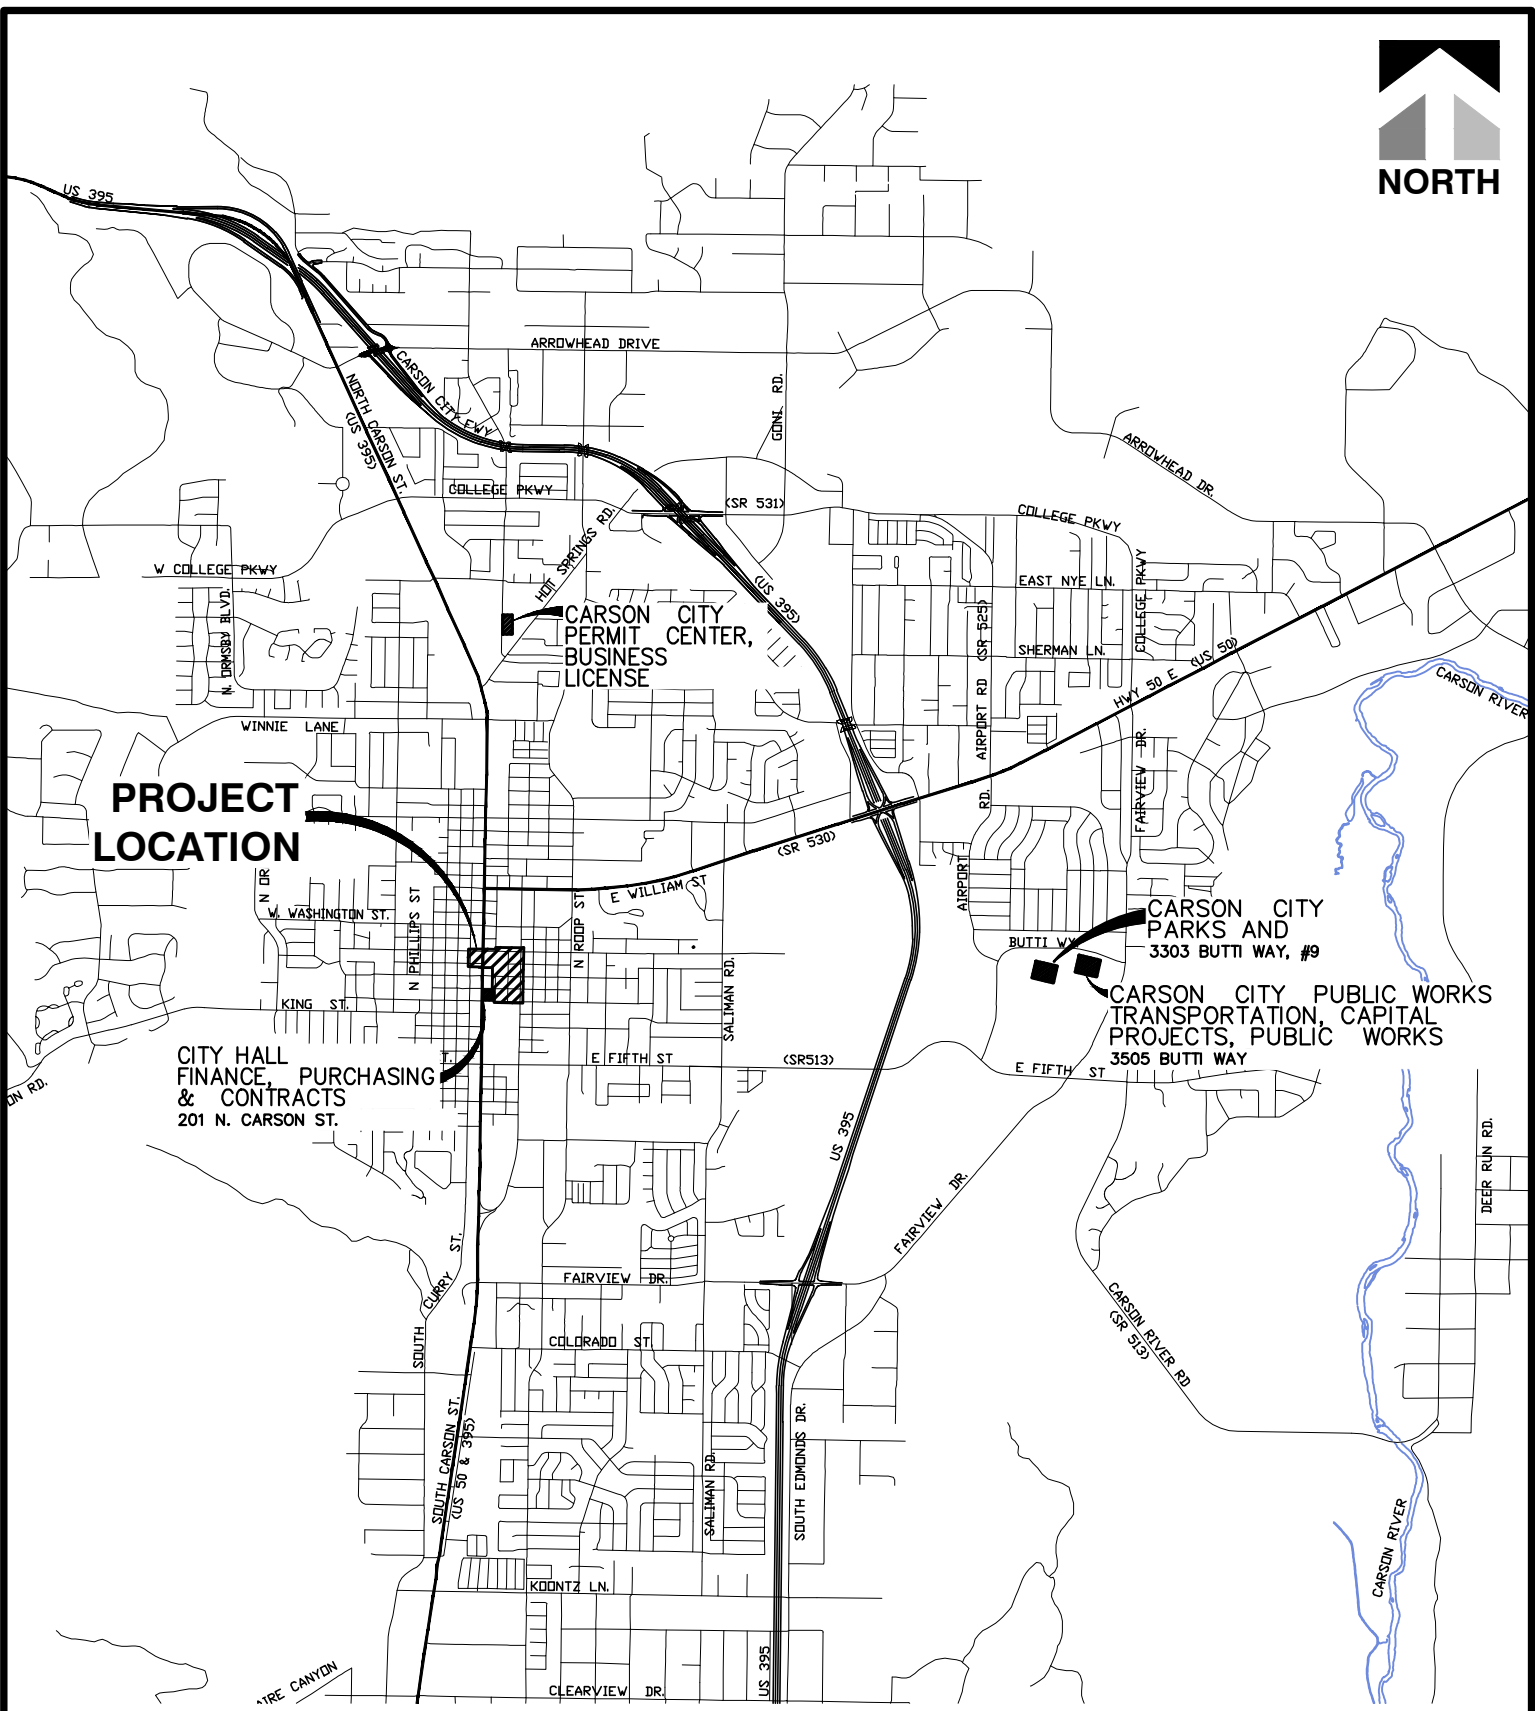 NORTH
US 395
ARROWHEAD DRIVE
CARSON CITY FWY
GONI RD.
NORTH CARSON ST.
(US 395)
ARROWHEAD DR.
COLLEGE PKWY
(SR 531)
COLLEGE PKWY
HOT SPRINGS RD.
W COLLEGE PKWY
(US 395)
EAST NYE LN.
COLLEGE PKWY
N. ORMSBY BLVD.
CARSON CITY
PERMIT CENTER,
BUSINESS
LICENSE
AIRPORT RD (SR 525)
SHERMAN LN.
HWY 50 E (US 50)
CARSON RIVER
WINNIE LANE
FAIRVIEW DR.
PROJECT
LOCATION
RD.
(SR 530)
AIRPORT
E WILLIAM ST
N OR
W. WASHINGTON ST.
N PHILLIPS ST
N ROOP ST
CARSON CITY
PARKS AND
3303 BUTTI WAY, #9
BUTTI WY
SALIMAN RD.
KING ST.
CARSON CITY PUBLIC WORKS
TRANSPORTATION, CAPITAL
PROJECTS, PUBLIC WORKS
3505 BUTTI WAY
CITY HALL
FINANCE, PURCHASING
& CONTRACTS
201 N. CARSON ST.
T.
E FIFTH ST
(SR513)
E FIFTH ST
ON RD.
US 395
DEER RUN RD.
FAIRVIEW DR.
SOUTH CURRY ST.
FAIRVIEW DR.
CARSON RIVER RD
(SR 513)
COLORADO ST.
SOUTH CARSON ST.
(US 50 & 395)
SALIMAN RD.
SOUTH EDMONDS DR.
CARSON RIVER
KOONTZ LN.
US 395
AIRE CANYON
CLEARVIEW DR.